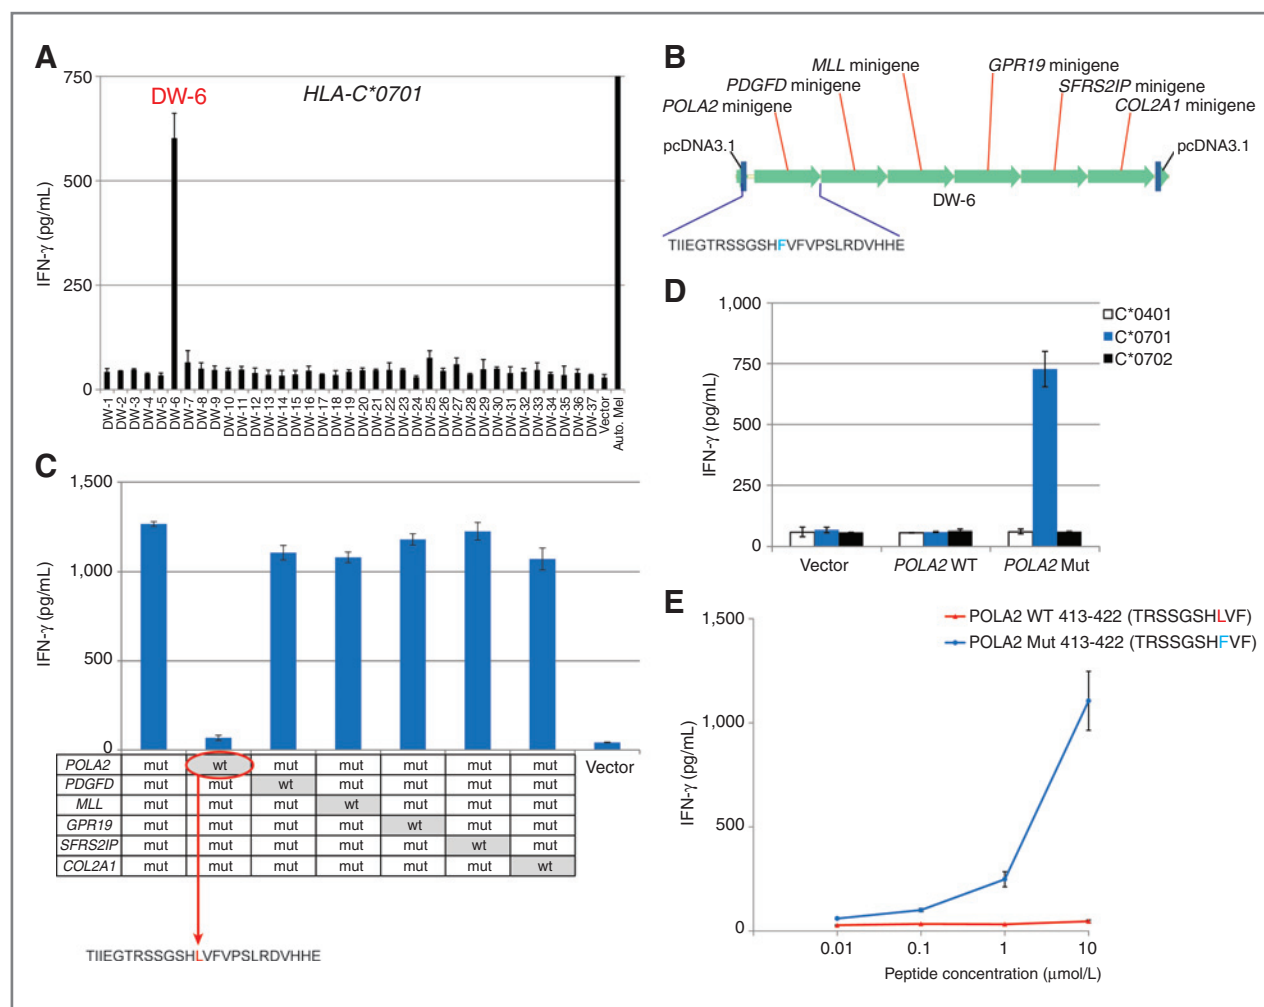 A
750
500
250
0
IFN-γ (pg/mL)
DW-6
HLA-C*0701
DW-1
DW-2
DW-3
DW-4
DW-5
DW-6
DW-7
DW-8
DW-9
DW-10
DW-11
DW-12
DW-13
DW-14
DW-15
DW-16
DW-17
DW-18
DW-19
DW-20
DW-21
DW-22
DW-23
DW-24
DW-25
DW-26
DW-27
DW-28
DW-29
DW-30
DW-31
DW-32
DW-33
DW-34
DW-35
DW-36
DW-37
Vector
Auto. Mel
B
MLL minigene
GPR19 minigene
PDGFD minigene
SFRS2IP minigene
POLA2 minigene
COL2A1 minigene
pcDNA3.1
pcDNA3.1
DW-6
TIIEGTRSSGSHFVFVPSLRDVHHE
C
1,500
1,000
500
0
IFN-γ (pg/mL)
POLA2 mut wt mut mut mut mut mut Vector
PDGFD mut mut wt mut mut mut mut
MLL mut mut mut wt mut mut mut
GPR19 mut mut mut mut wt mut mut
SFRS2IP mut mut mut mut mut wt mut
COL2A1 mut mut mut mut mut mut wt
TIIEGTRSSGSHLVFVPSLRDVHHE
D
1,000
750
500
250
0
IFN-γ (pg/mL)
C*0401
C*0701
C*0702
Vector POLA2 WT POLA2 Mut
E
1,500
1,000
500
0
IFN-γ (pg/mL)
POLA2 WT 413-422 (TRSSGSHLVF)
POLA2 Mut 413-422 (TRSSGSHFVF)
0.01 0.1 1 10
Peptide concentration (μmol/L)